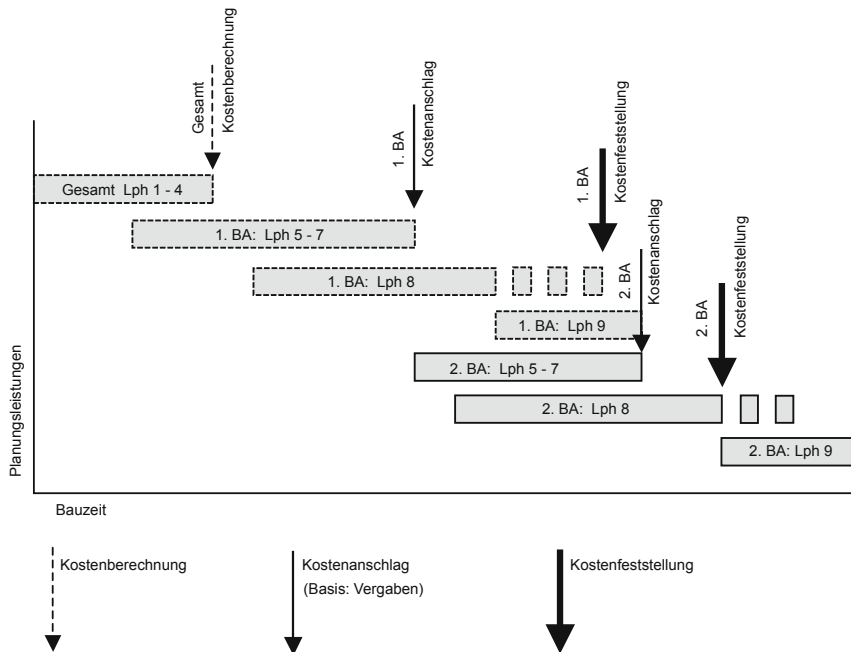 Gesamt
Kostenberechnung
1. BA
Kostenanschlag
1. BA
Kostenfeststellung
2. BA
Kostenanschlag
2. BA
Kostenfeststellung
Gesamt Lph 1 - 4
1. BA: Lph 5 - 7
1. BA: Lph 8
1. BA: Lph 9
2. BA: Lph 5 - 7
2. BA: Lph 8
2. BA: Lph 9
Planungsleistungen
Bauzeit
Kostenberechnung
Kostenanschlag
(Basis: Vergaben)
Kostenfeststellung